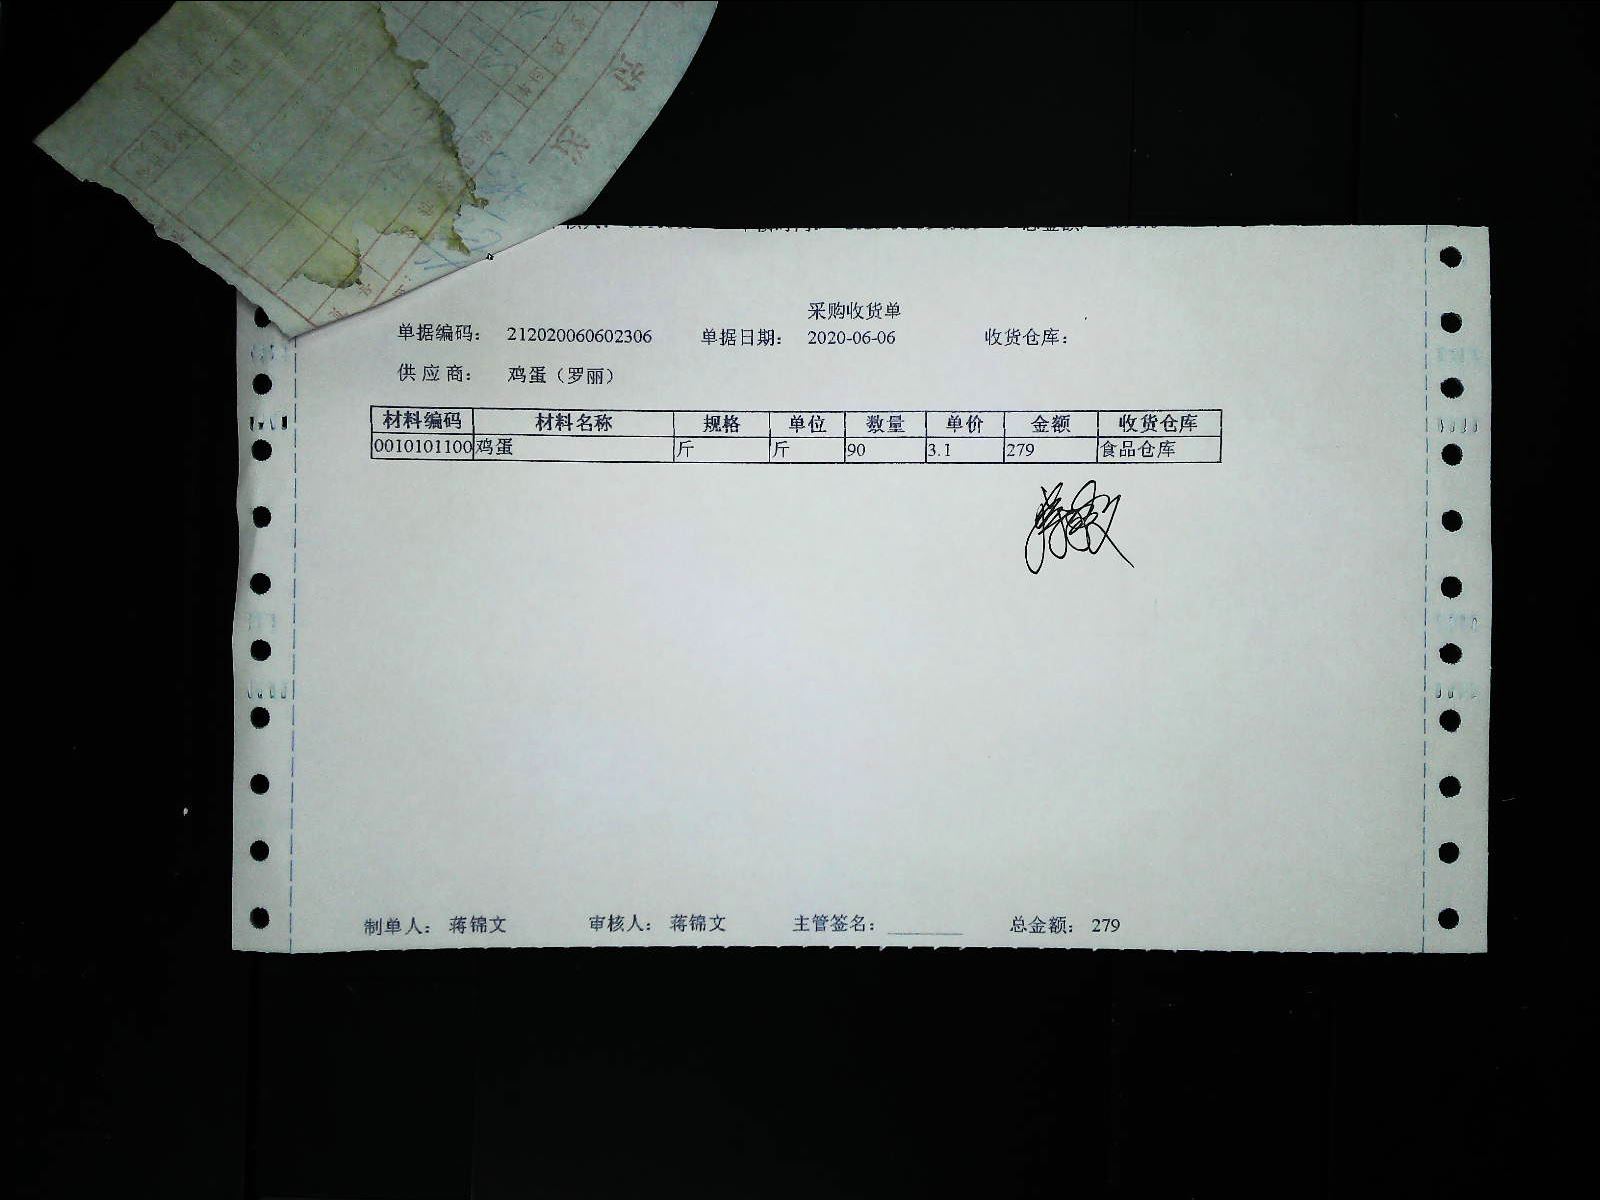 采购收货单
单据编码： 212020060602306 单据日期： 2020-06-06 收货仓库：
供应商： 鸡蛋（罗丽）
材料编码 材料名称 规格 单位 数量 单价 金额 收货仓库
0010101100 鸡蛋 斤 斤 90 3.1 279 食品仓库
制单人： 蒋锦文 审核人： 蒋锦文 主管签名： 总金额： 279